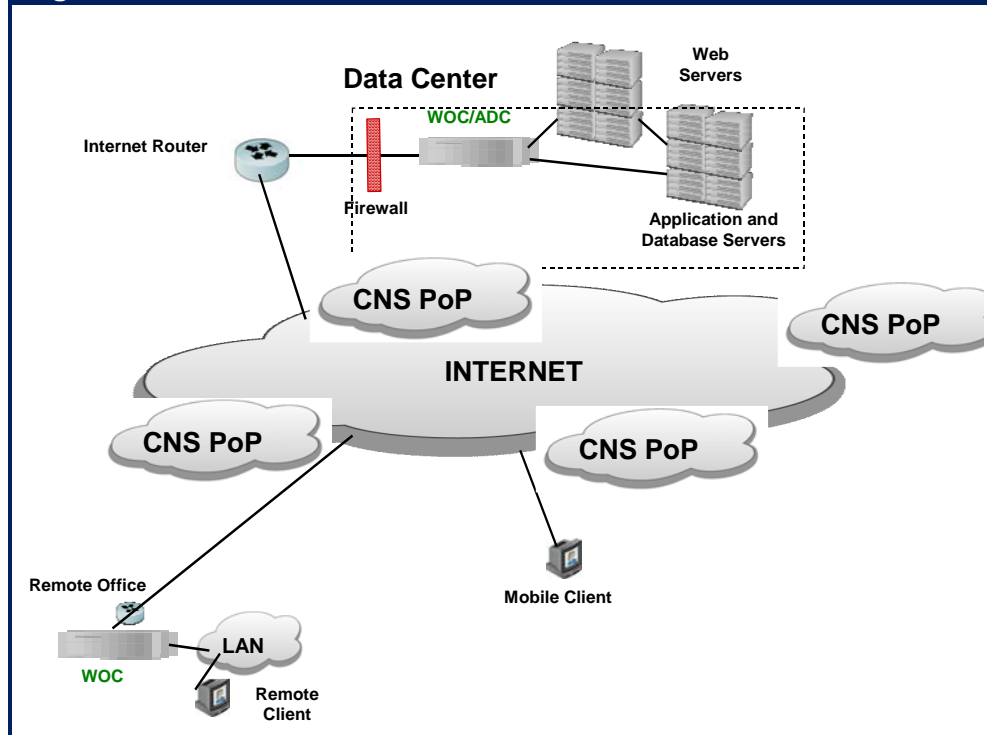 Web
Servers
Data Center
WOC/ADC
Internet Router
Firewall
Application and
Database Servers
CNS PoP
CNS PoP
INTERNET
CNS PoP
CNS PoP
Remote Office
Mobile Client
LAN
WOC
Remote
Client